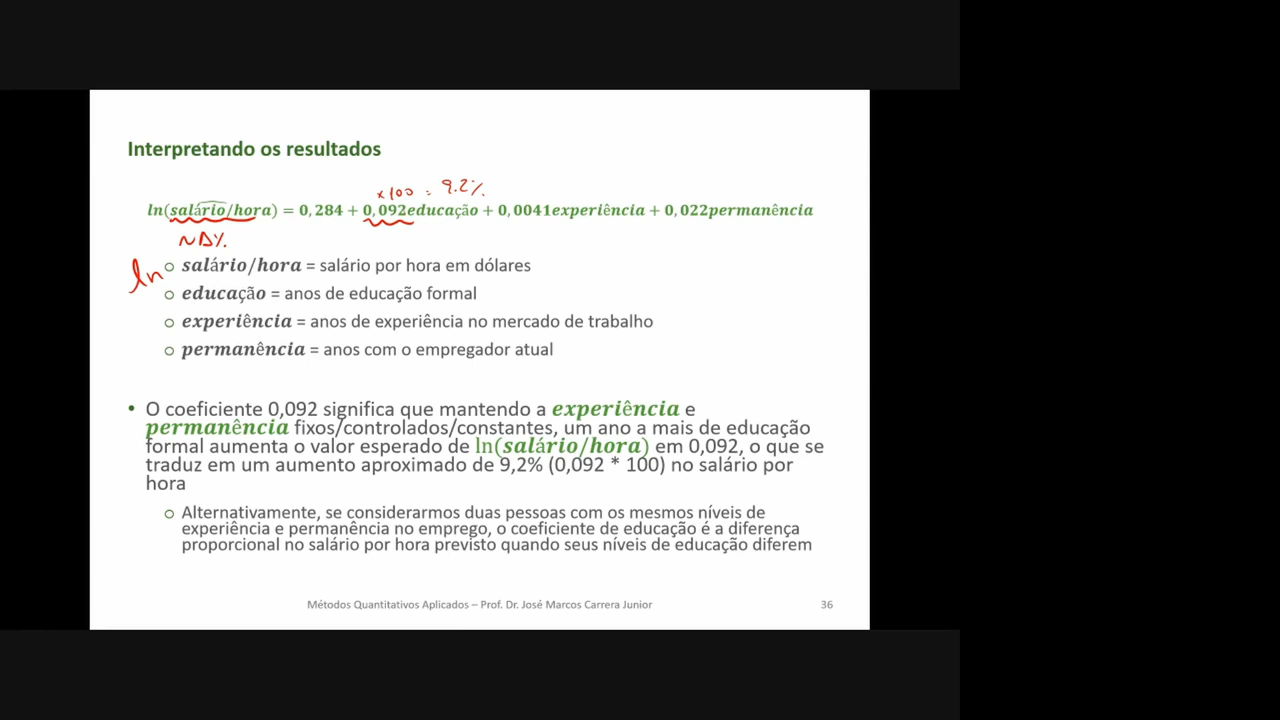 Interpretando os resultados
×100 = 9.2%
ln(salário/hora) = 0,284 + 0,092educação + 0,0041experiência + 0,022permanência
~Δ%
ln
○ salário/hora = salário por hora em dólares
○ educação = anos de educação formal
○ experiência = anos de experiência no mercado de trabalho
○ permanência = anos com o empregador atual
• O coeficiente 0,092 significa que mantendo a experiência e
permanência fixos/controlados/constantes, um ano a mais de educação
formal aumenta o valor esperado de ln(salário/hora) em 0,092, o que se
traduz em um aumento aproximado de 9,2% (0,092 * 100) no salário por
hora
○ Alternativamente, se considerarmos duas pessoas com os mesmos níveis de
experiência e permanência no emprego, o coeficiente de educação é a diferença
proporcional no salário por hora previsto quando seus níveis de educação diferem
Métodos Quantitativos Aplicados – Prof. Dr. José Marcos Carrera Junior
36